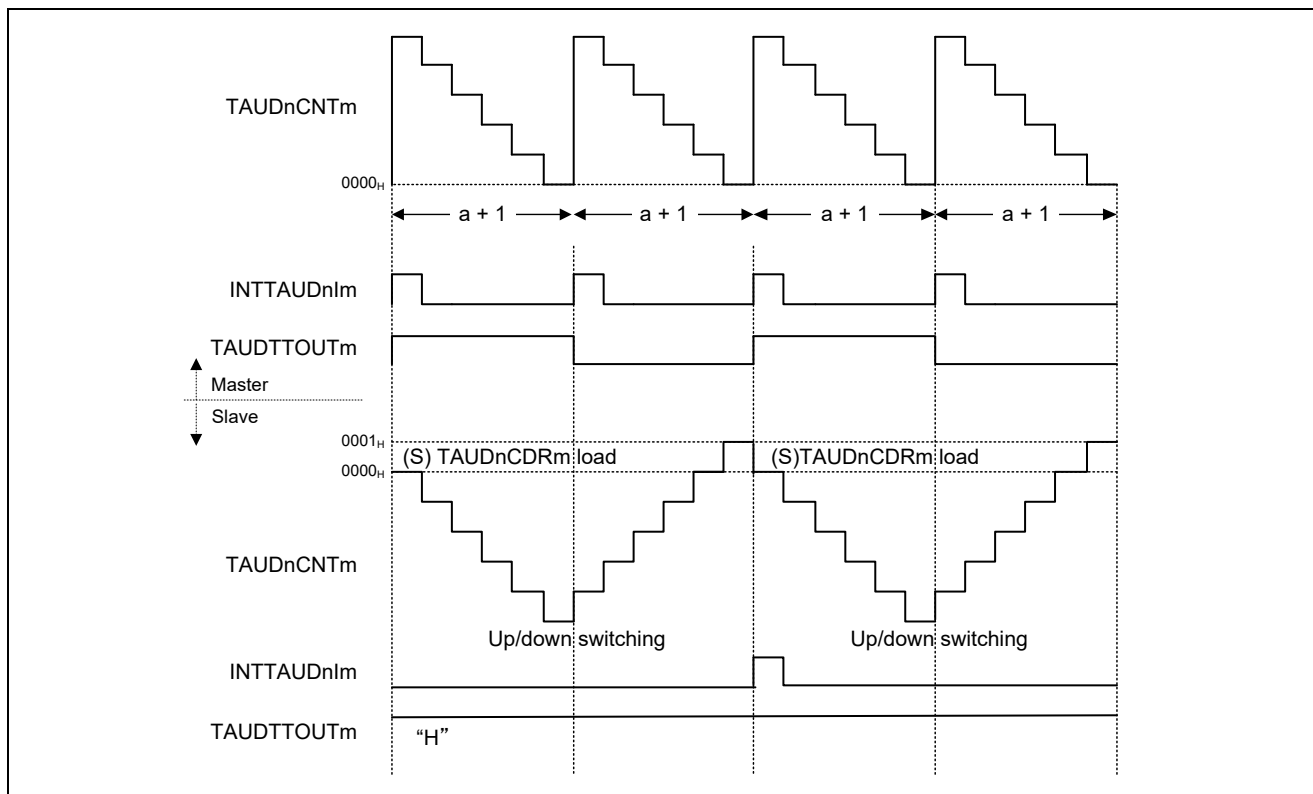 TAUDnCNTm
0000H
a + 1
a + 1
a + 1
a + 1
INTTAUDnIm
TAUDTTOUTm
Master
Slave
0001H
(S) TAUDnCDRm load
(S)TAUDnCDRm load
0000H
TAUDnCNTm
Up/down switching
Up/down switching
INTTAUDnIm
TAUDTTOUTm
“H”